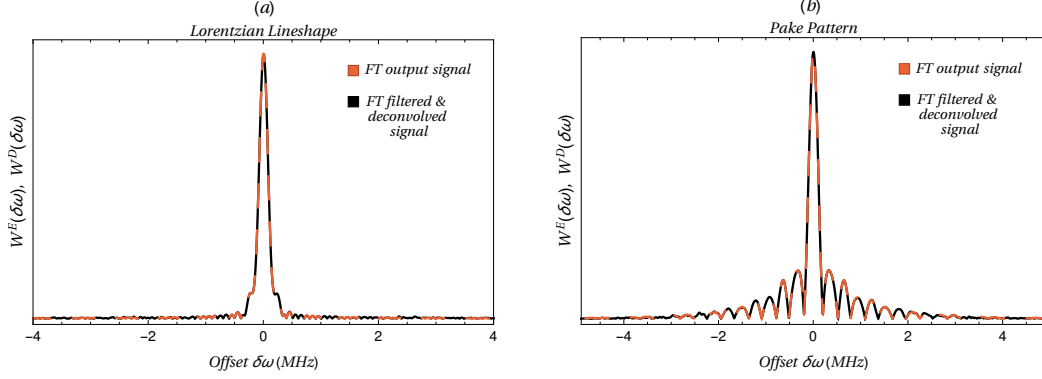 (a)
Lorentzian Lineshape
FT output signal
FT filtered &
deconvolved
signal
W^E(δω), W^D(δω)
−4 −2 0 2 4
Offset δω (MHz)
(b)
Pake Pattern
FT output signal
FT filtered &
deconvolved
signal
W^E(δω), W^D(δω)
−4 −2 0 2 4
Offset δω (MHz)